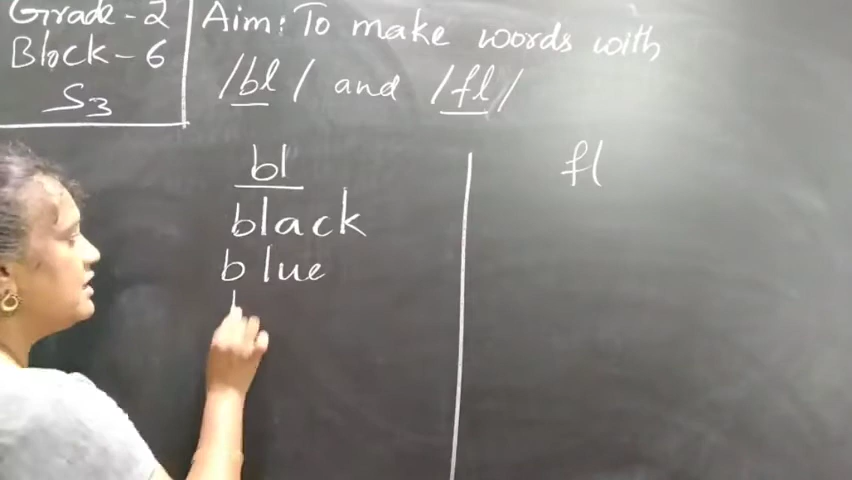 Grade - 2
Block - 6
S3
Aim: To make words with
/bl/ and /fl/
bl
black
blue
fl